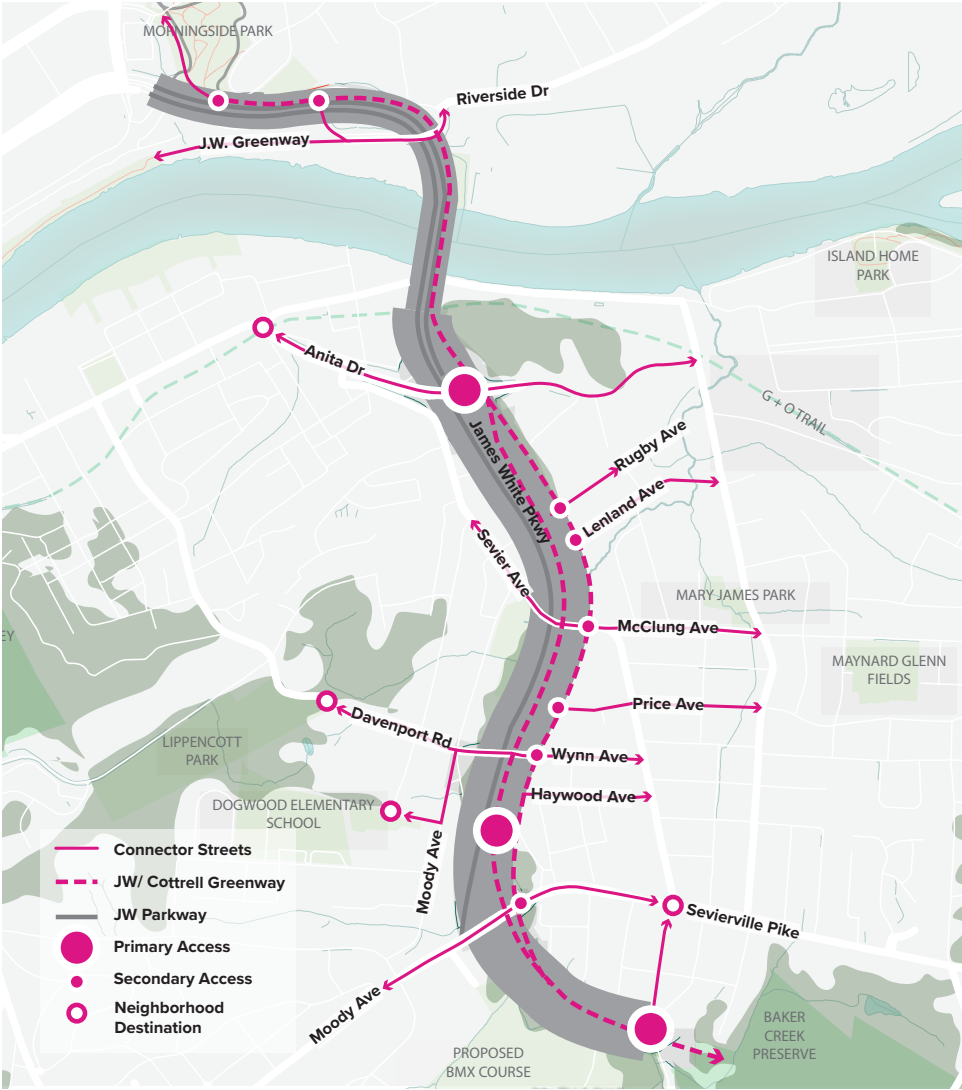 MORNINGSIDE PARK
Riverside Dr
J.W. Greenway
ISLAND HOME
PARK
Anita Dr
G + O TRAIL
James White Pkwy
Rugby Ave
Lenland Ave
Sevier Ave
MARY JAMES PARK
McClung Ave
EY
MAYNARD GLENN
FIELDS
Price Ave
Davenport Rd
LIPPENCOTT
PARK
Wynn Ave
Haywood Ave
DOGWOOD ELEMENTARY
SCHOOL
Moody Ave
Connector Streets
JW/ Cottrell Greenway
JW Parkway
Primary Access
Secondary Access
Neighborhood
Destination
Sevierville Pike
Moody Ave
BAKER
CREEK
PRESERVE
PROPOSED
BMX COURSE